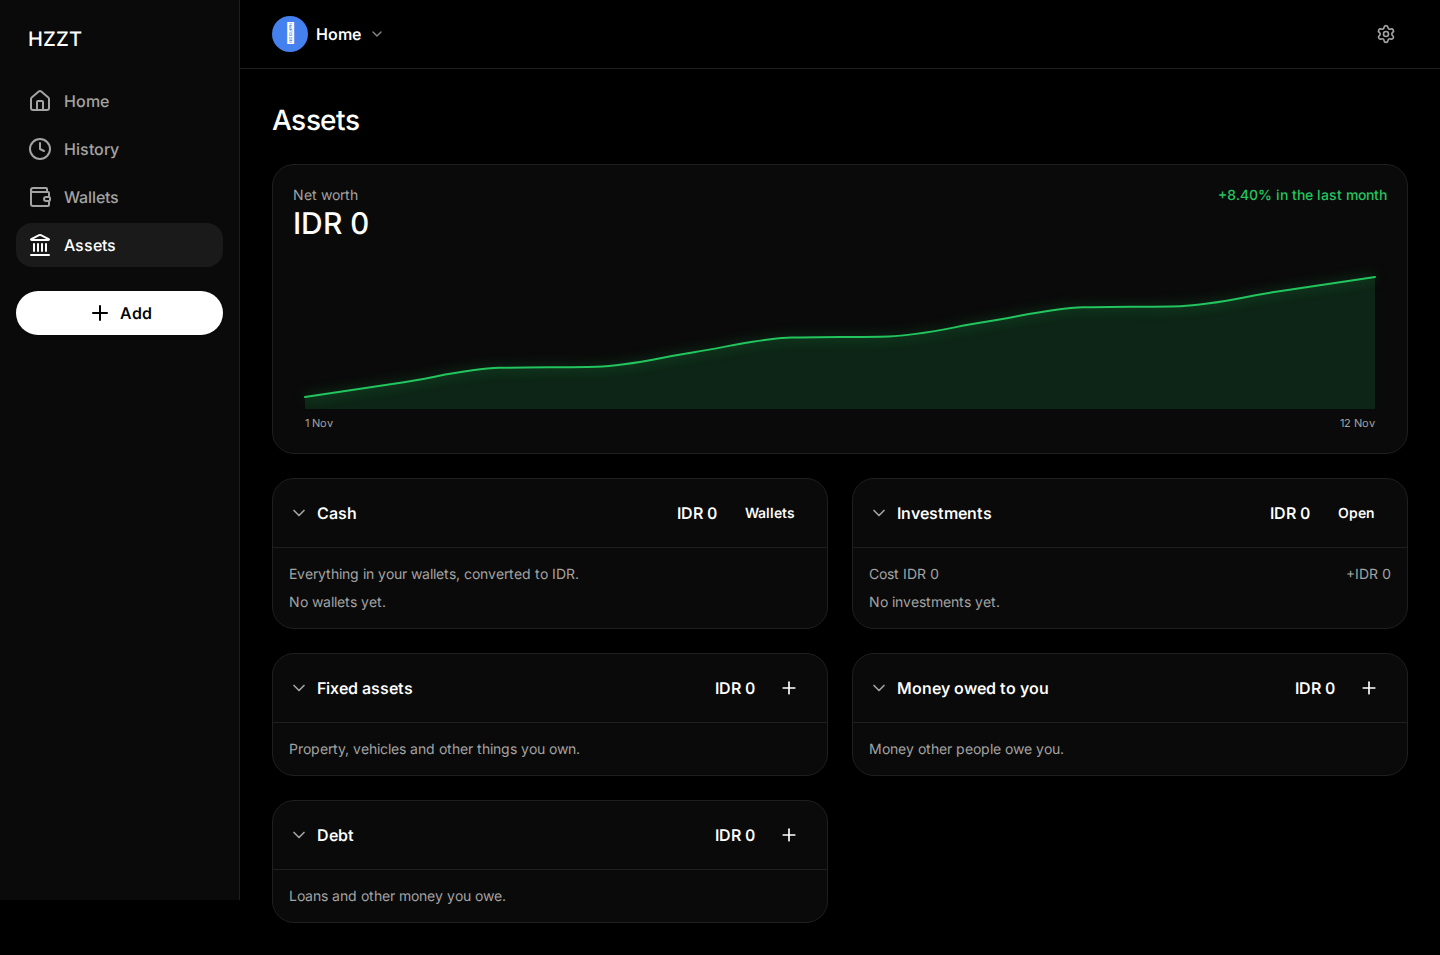 HZZT
Home
Home
History
Wallets
Assets
Add
Assets
Net worth
+8.40% in the last month
IDR 0
1 Nov
12 Nov
Cash
IDR 0
Wallets
Everything in your wallets, converted to IDR.
No wallets yet.
Investments
IDR 0
Open
Cost IDR 0
+IDR 0
No investments yet.
Fixed assets
IDR 0
Property, vehicles and other things you own.
Money owed to you
IDR 0
Money other people owe you.
Debt
IDR 0
Loans and other money you owe.